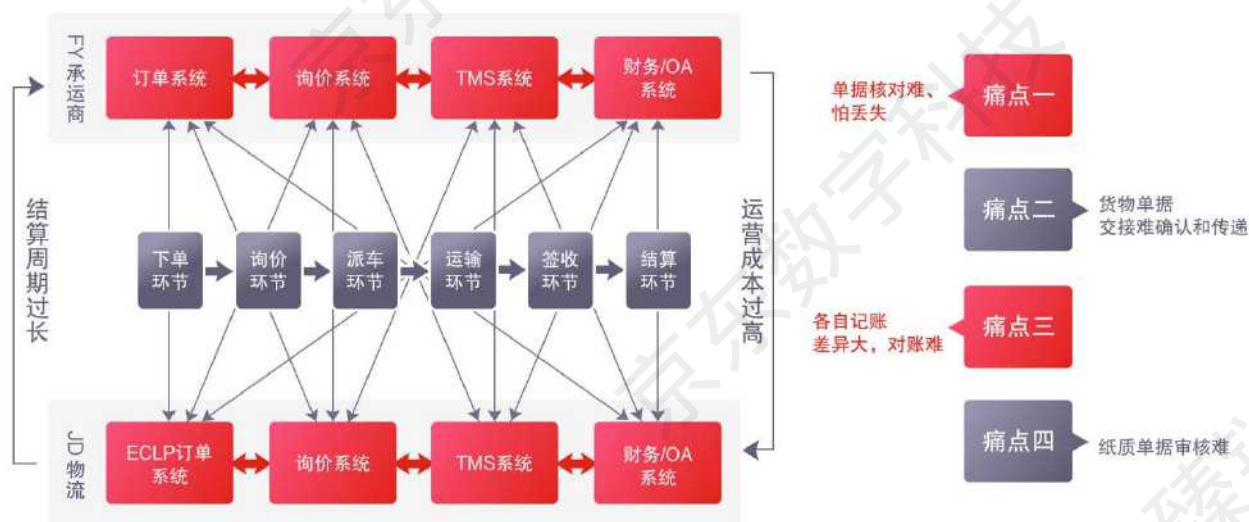 FY承运商
订单系统
询价系统
TMS系统
财务/OA
系统
结算周期过长
下单
环节
询价
环节
派车
环节
运输
环节
签收
环节
结算
环节
运营成本过高
JD物流
ECLP订单
系统
询价系统
TMS系统
财务/OA
系统
单据核对难、
怕丢失
痛点一
痛点二
货物单据
交接难确认和传递
各自记账
差异大，对账难
痛点三
痛点四
纸质单据审核难
京东数字科技